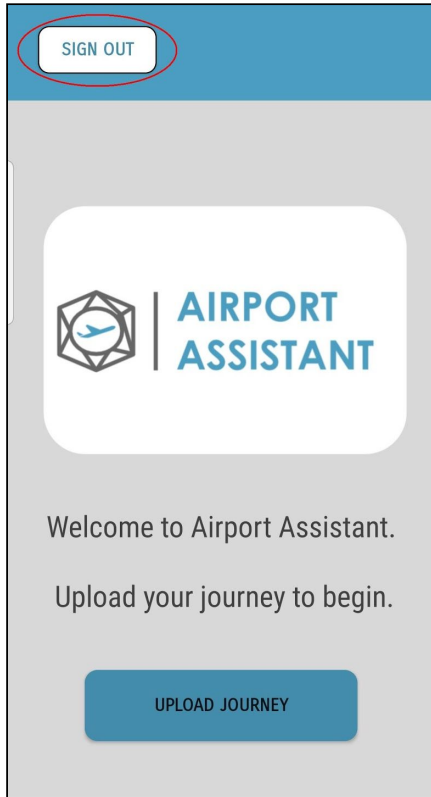 SIGN OUT
AIRPORT
ASSISTANT
Welcome to Airport Assistant.
Upload your journey to begin.
UPLOAD JOURNEY